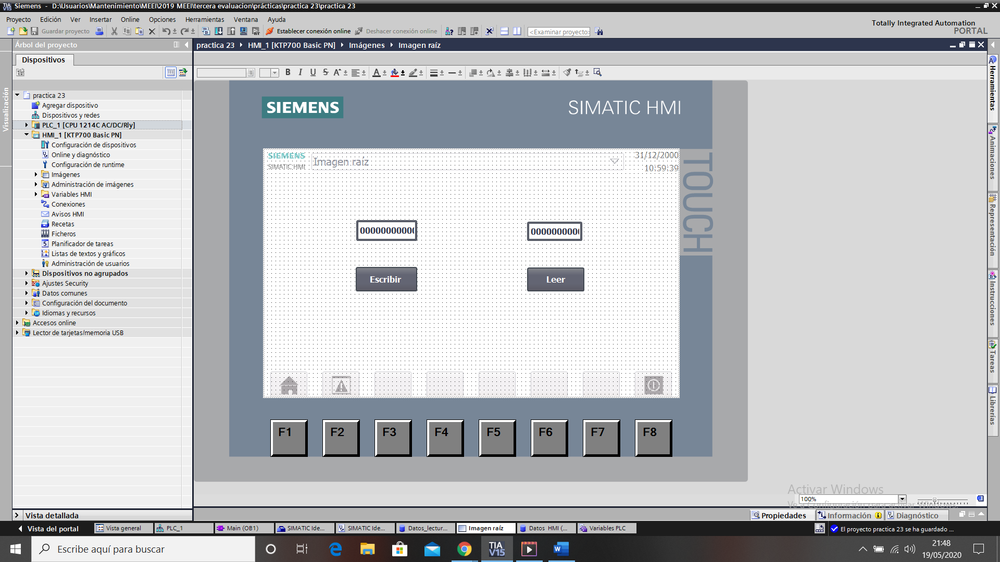 Siemens - D:\Usuarios\Mantenimiento\MEEI\2019 MEEI\tercera evaluacion\prácticas\practica 23\practica 23
Proyecto Edición Ver Insertar Online Opciones Herramientas Ventana Ayuda
Totally Integrated Automation
PORTAL
Guardar proyecto
Establecer conexión online
Deshacer conexión online
<Examinar proyecto>
Árbol del proyecto
practica 23 HMI_1 [KTP700 Basic PN] Imágenes Imagen raíz
Dispositivos
Visualización
practica 23
Agregar dispositivo
Dispositivos y redes
PLC_1 [CPU 1214C AC/DC/Rly]
HMI_1 [KTP700 Basic PN]
Configuración de dispositivos
Online y diagnóstico
Configuración de runtime
Imágenes
Administración de imágenes
Variables HMI
Conexiones
Avisos HMI
Recetas
Ficheros
Planificador de tareas
Listas de textos y gráficos
Administración de usuarios
Dispositivos no agrupados
Ajustes Security
Datos comunes
Configuración del documento
Idiomas y recursos
Accesos online
Lector de tarjetas/memoria USB
Vista detallada
B I U S A A
SIEMENS
SIMATIC HMI
TOUCH
SIEMENS
SIMATIC HMI
Imagen raíz
31/12/2000
10:59:39
00000000000
0000000000
Escribir
Leer
F1 F2 F3 F4 F5 F6 F7 F8
Herramientas
Animaciones
Representación
Instrucciones
Tareas
Librerías
Activar Windows
Ve a Configuración para activar Windows.
100%
Propiedades Información Diagnóstico
Vista del portal
Vista general
PLC_1
Main (OB1)
SIMATIC Ide...
SIMATIC Ide...
Datos_lectur...
Imagen raíz
Datos HMI (...
Variables PLC
El proyecto practica 23 se ha guardado ...
Escribe aquí para buscar
TIA
V15
21:48
19/05/2020